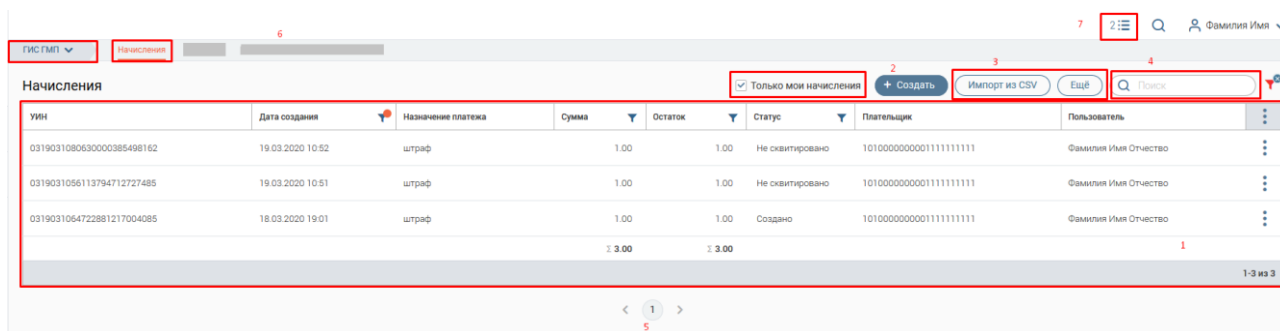 7 2 Фамилия Имя
6
ГИС ГМП Начисления
2 3 4
Начисления Только мои начисления + Создать Импорт из CSV Ещё Поиск
УИН Дата создания Назначение платежа Сумма Остаток Статус Плательщик Пользователь
0319031080630000385498162 19.03.2020 10:52 штраф 1.00 1.00 Не сквитировано 1010000000001111111111 Фамилия Имя Отчество
0319031056113794712727485 19.03.2020 10:51 штраф 1.00 1.00 Не сквитировано 1010000000001111111111 Фамилия Имя Отчество
0319031064722881217004085 18.03.2020 19:01 штраф 1.00 1.00 Создано 1010000000001111111111 Фамилия Имя Отчество
Σ 3.00 Σ 3.00 1
1-3 из 3
< 1 >
5